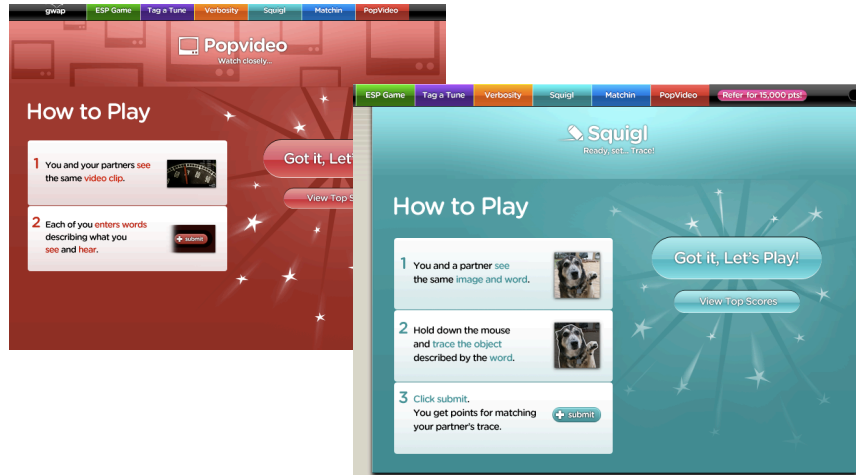 gwap ESP Game Tag a Tune Verbosity Squigl Matchin PopVideo
Popvideo
Watch closely...
How to Play
1 You and your partners see
the same video clip.
2 Each of you enters words
describing what you
see and hear.
+ submit
Got it, Let'
View Top S
ESP Game Tag a Tune Verbosity Squigl Matchin PopVideo Refer for 15,000 pts!
Squigl
Ready, set... Trace!
How to Play
1 You and a partner see
the same image and word.
2 Hold down the mouse
and trace the object
described by the word.
3 Click submit.
You get points for matching
your partner's trace.
+ submit
Got it, Let's Play!
View Top Scores